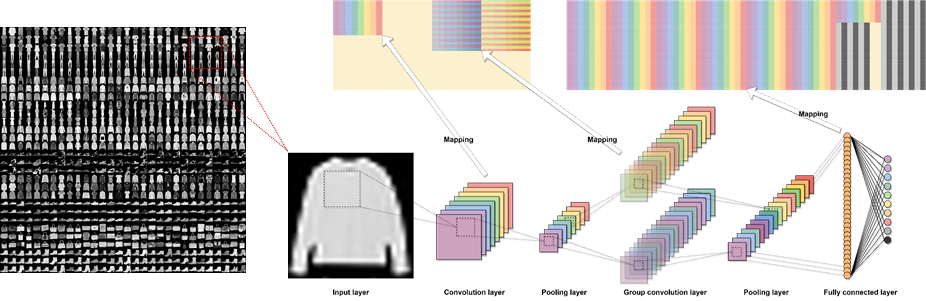 Mapping
Mapping
Mapping
Input layer
Convolution layer
Pooling layer
Group convolution layer
Pooling layer
Fully connected layer